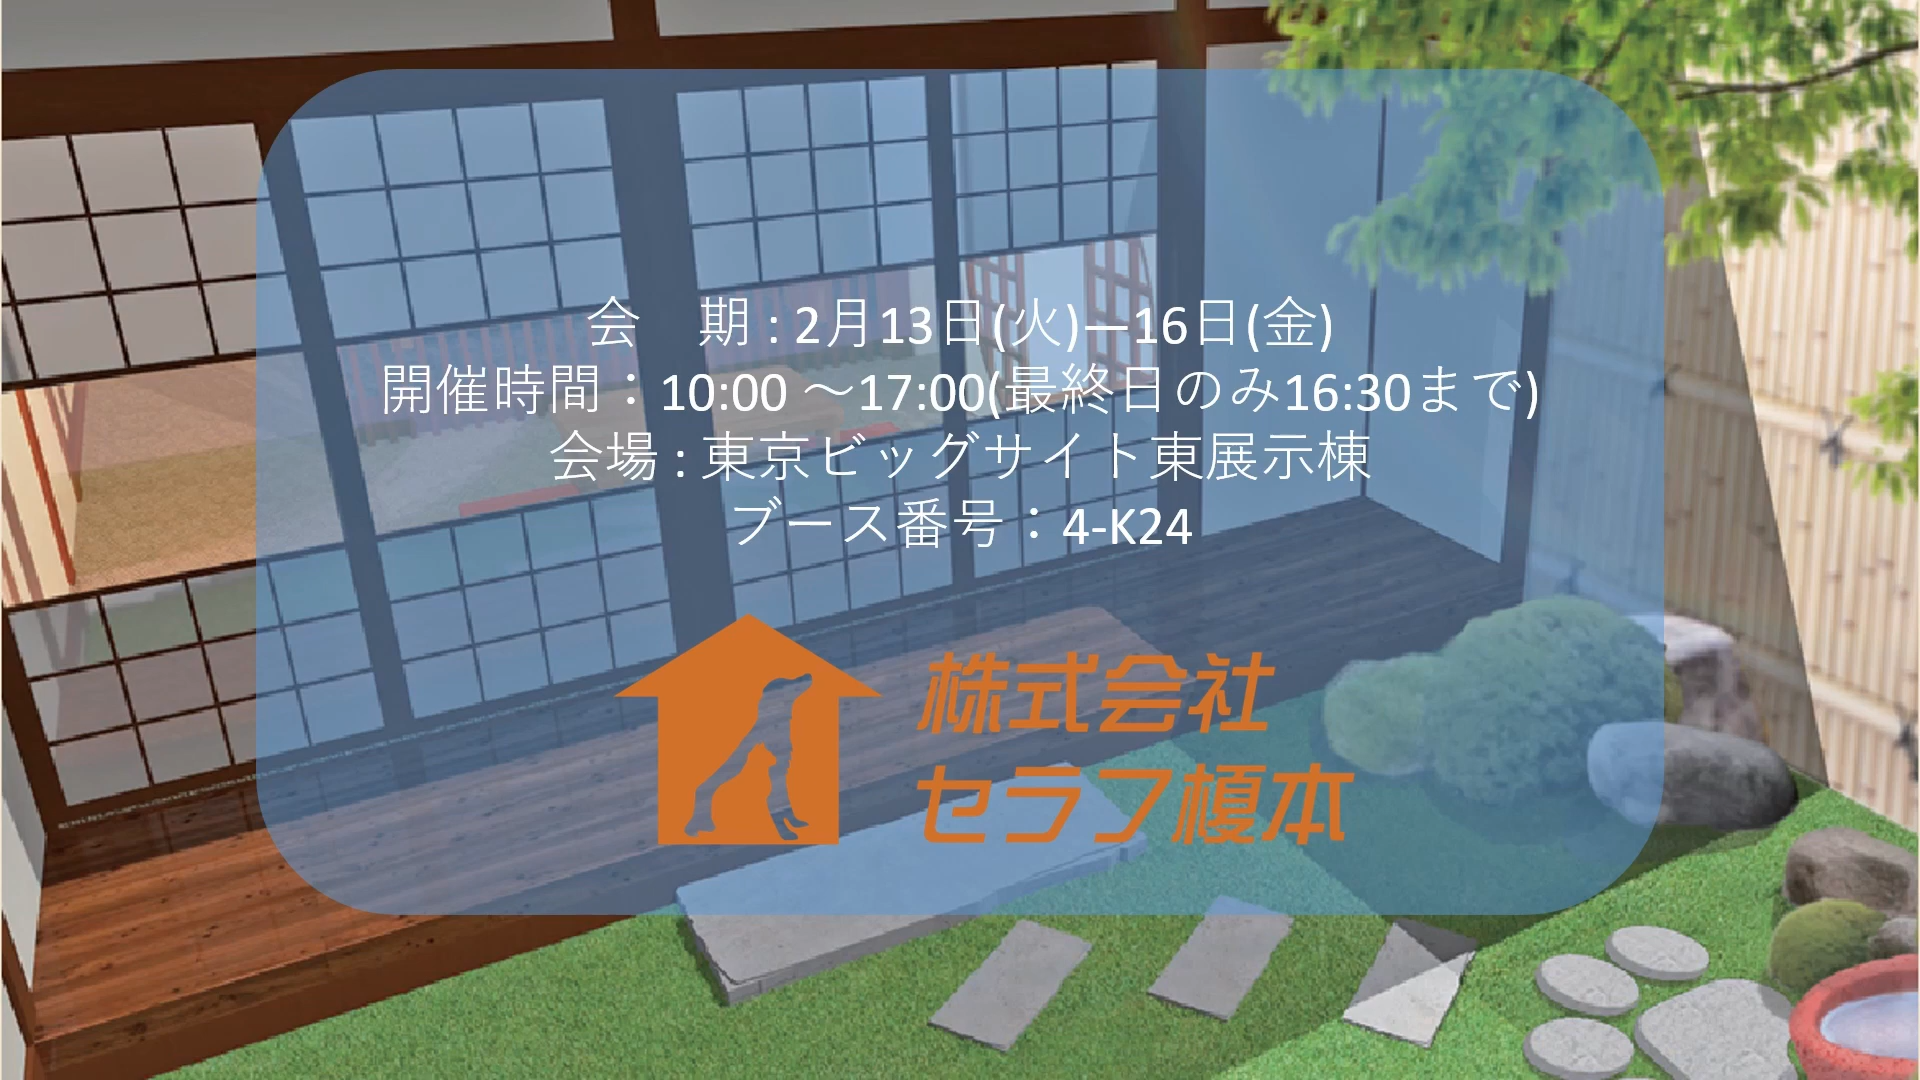 会　期 : 2月13日(火)―16日(金)
開催時間：10:00 ～17:00(最終日のみ16:30まで)
会場 : 東京ビッグサイト東展示棟
ブース番号：4-K24
株式会社
セラフ榎本